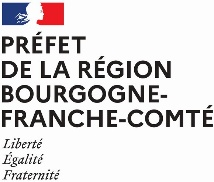 PRÉFET
DE LA RÉGION
BOURGOGNE-
FRANCHE-COMTÉ
Liberté
Égalité
Fraternité